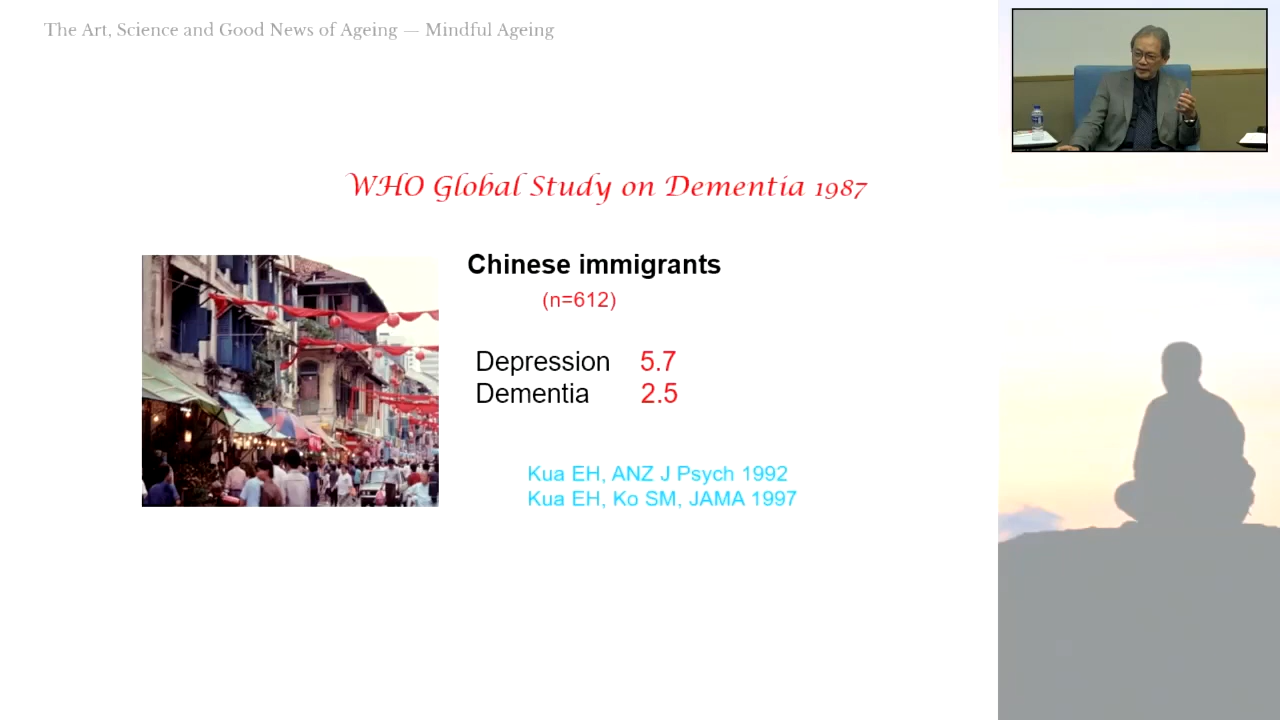 The Art, Science and Good News of Ageing — Mindful Ageing
WHO Global Study on Dementia 1987
Chinese immigrants
(n=612)
Depression 5.7
Dementia 2.5
Kua EH, ANZ J Psych 1992
Kua EH, Ko SM, JAMA 1997